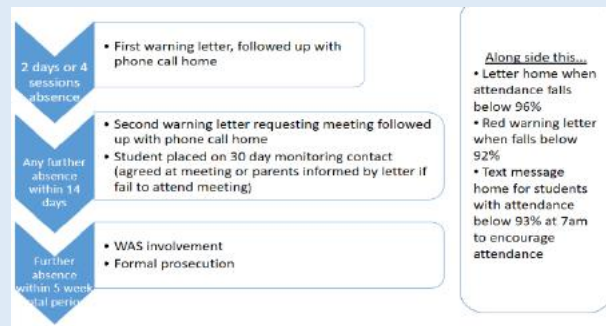 2 days or 4
sessions
absence
• First warning letter, followed up with
phone call home
Any further
absence
within 14
days
• Second warning letter requesting meeting followed
up with phone call home
• Student placed on 30 day monitoring contact
(agreed at meeting or parents informed by letter if
fail to attend meeting)
Further
absence
within 5 week
• WAS involvement
• Formal prosecution
Along side this...
• Letter home when
attendance falls
below 96%
• Red warning letter
when falls below
92%
• Text message
home for students
with attendance
below 93% at 7am
to encourage
attendance